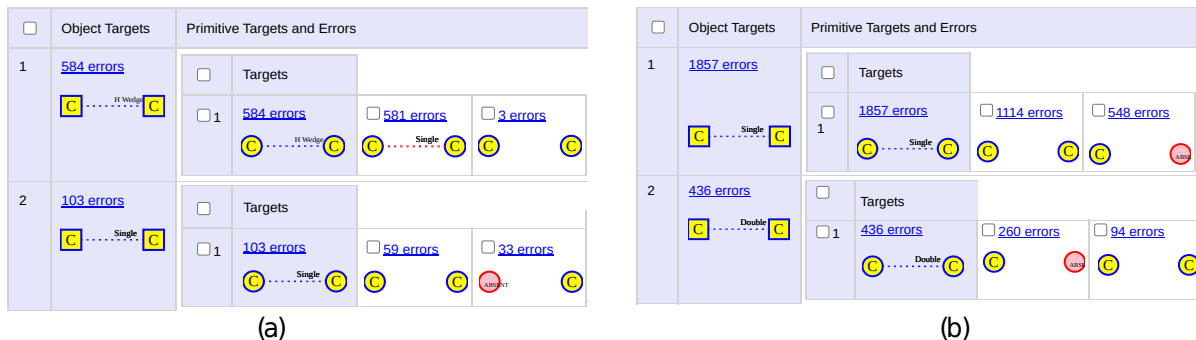 Object Targets Primitive Targets and Errors
1 584 errors Targets
C H Wedge C
1 584 errors 581 errors 3 errors
C H Wedge C C Single C C C
2 103 errors Targets
C Single C
1 103 errors 59 errors 33 errors
C Single C C C ABSENT C
(a)
Object Targets Primitive Targets and Errors
1 1857 errors Targets
C Single C
1 1857 errors 1114 errors 548 errors
C Single C C C C
2 436 errors Targets
C Double C
1 436 errors 260 errors 94 errors
C Double C C C C
(b)